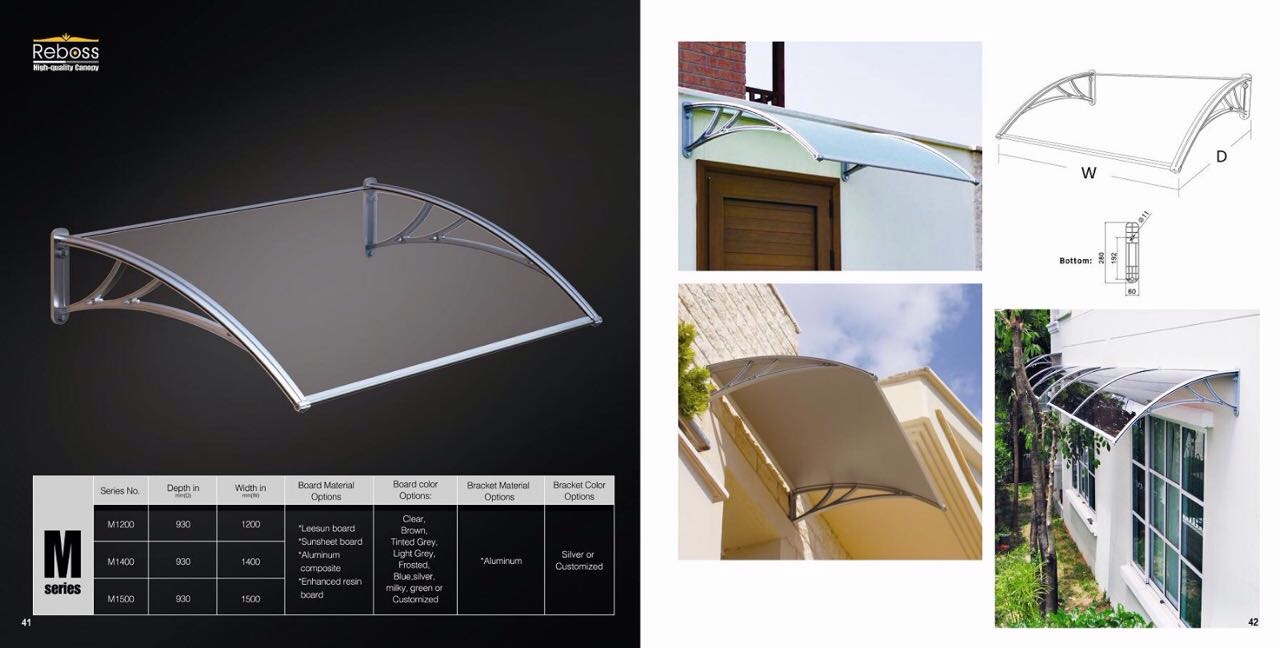 Reboss
High-quality Canopy
M
series
Series No.
Depth in
mm(D)
Width in
mm(W)
Board Material
Options
Board color
Options:
Bracket Material
Options
Bracket Color
Options
M1200
930
1200
M1400
930
1400
M1500
930
1500
*Leesun board
*Sunsheet board
*Aluminum
composite
*Enhanced resin
board
Clear,
Brown,
Tinted Grey,
Light Grey,
Frosted,
Blue,silver,
milky, green or
Customized
*Aluminum
Silver or
Customized
41
W
D
Bottom:
280
192
Ø11
60
42